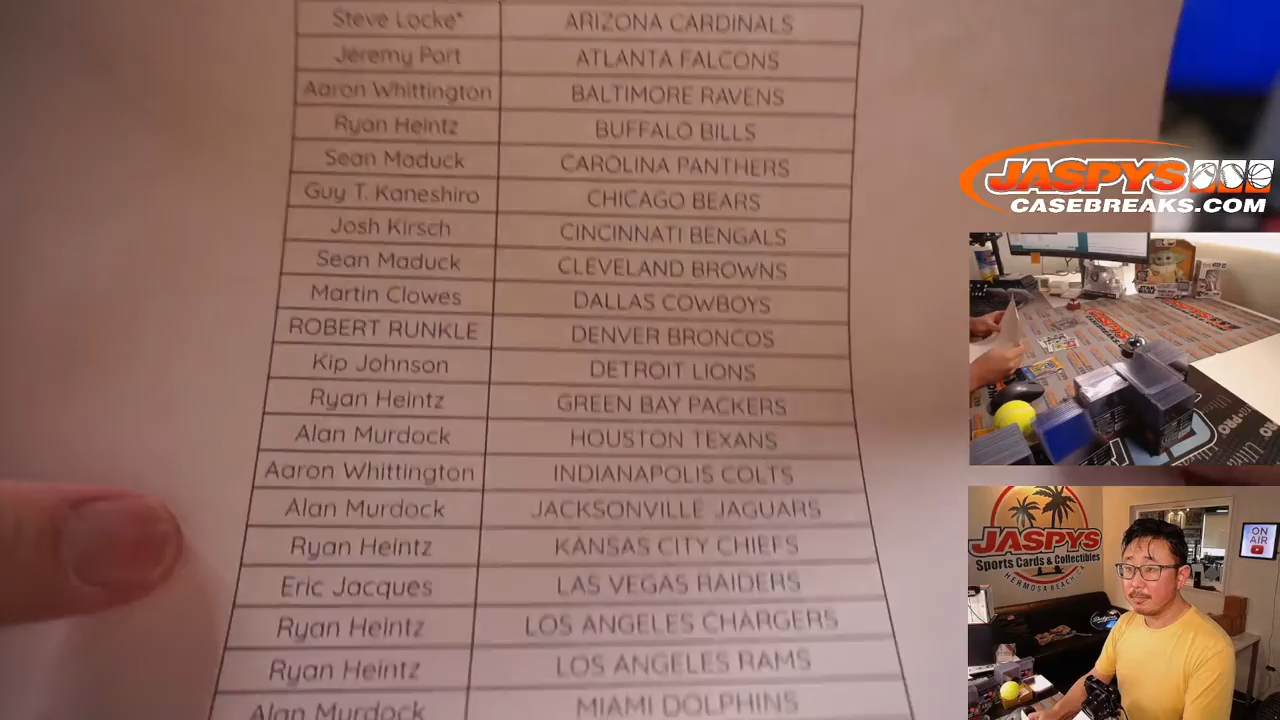 Steve Locke* ARIZONA CARDINALS
Jeremy Port ATLANTA FALCONS
Aaron Whittington BALTIMORE RAVENS
Ryan Heintz BUFFALO BILLS
Sean Maduck CAROLINA PANTHERS
Guy T. Kaneshiro CHICAGO BEARS
Josh Kirsch CINCINNATI BENGALS
Sean Maduck CLEVELAND BROWNS
Martin Clowes DALLAS COWBOYS
ROBERT RUNKLE DENVER BRONCOS
Kip Johnson DETROIT LIONS
Ryan Heintz GREEN BAY PACKERS
Alan Murdock HOUSTON TEXANS
Aaron Whittington INDIANAPOLIS COLTS
Alan Murdock JACKSONVILLE JAGUARS
Ryan Heintz KANSAS CITY CHIEFS
Eric Jacques LAS VEGAS RAIDERS
Ryan Heintz LOS ANGELES CHARGERS
Ryan Heintz LOS ANGELES RAMS
Alan Murdock MIAMI DOLPHINS
JASPYS
CASEBREAKS.COM
STAR WARS
JASPYS
Sports Cards & Collectibles
HERMOSA BEACH
ON AIR